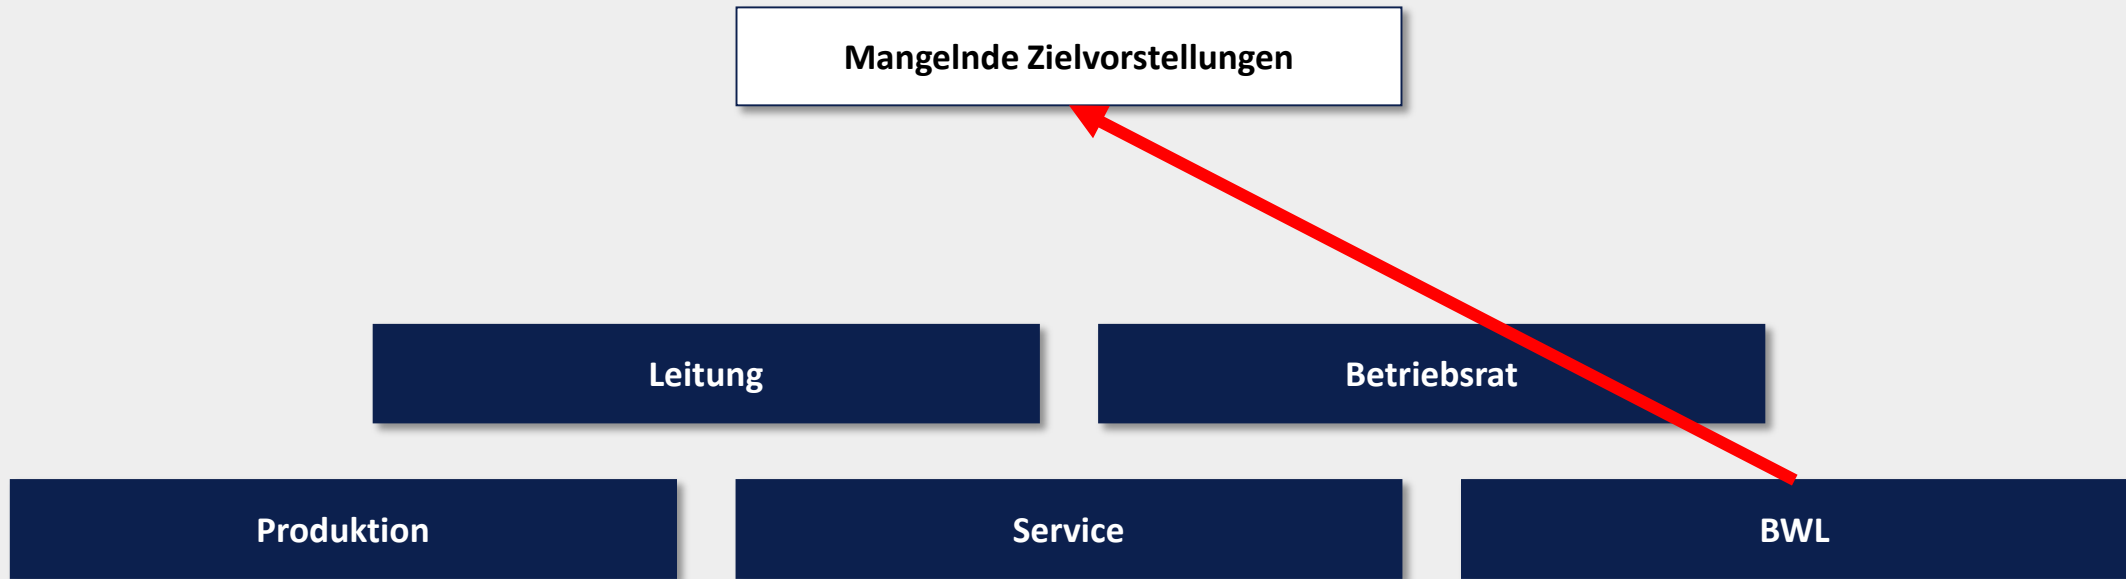 Mangelnde Zielvorstellungen
Leitung
Betriebsrat
Produktion
Service
BWL